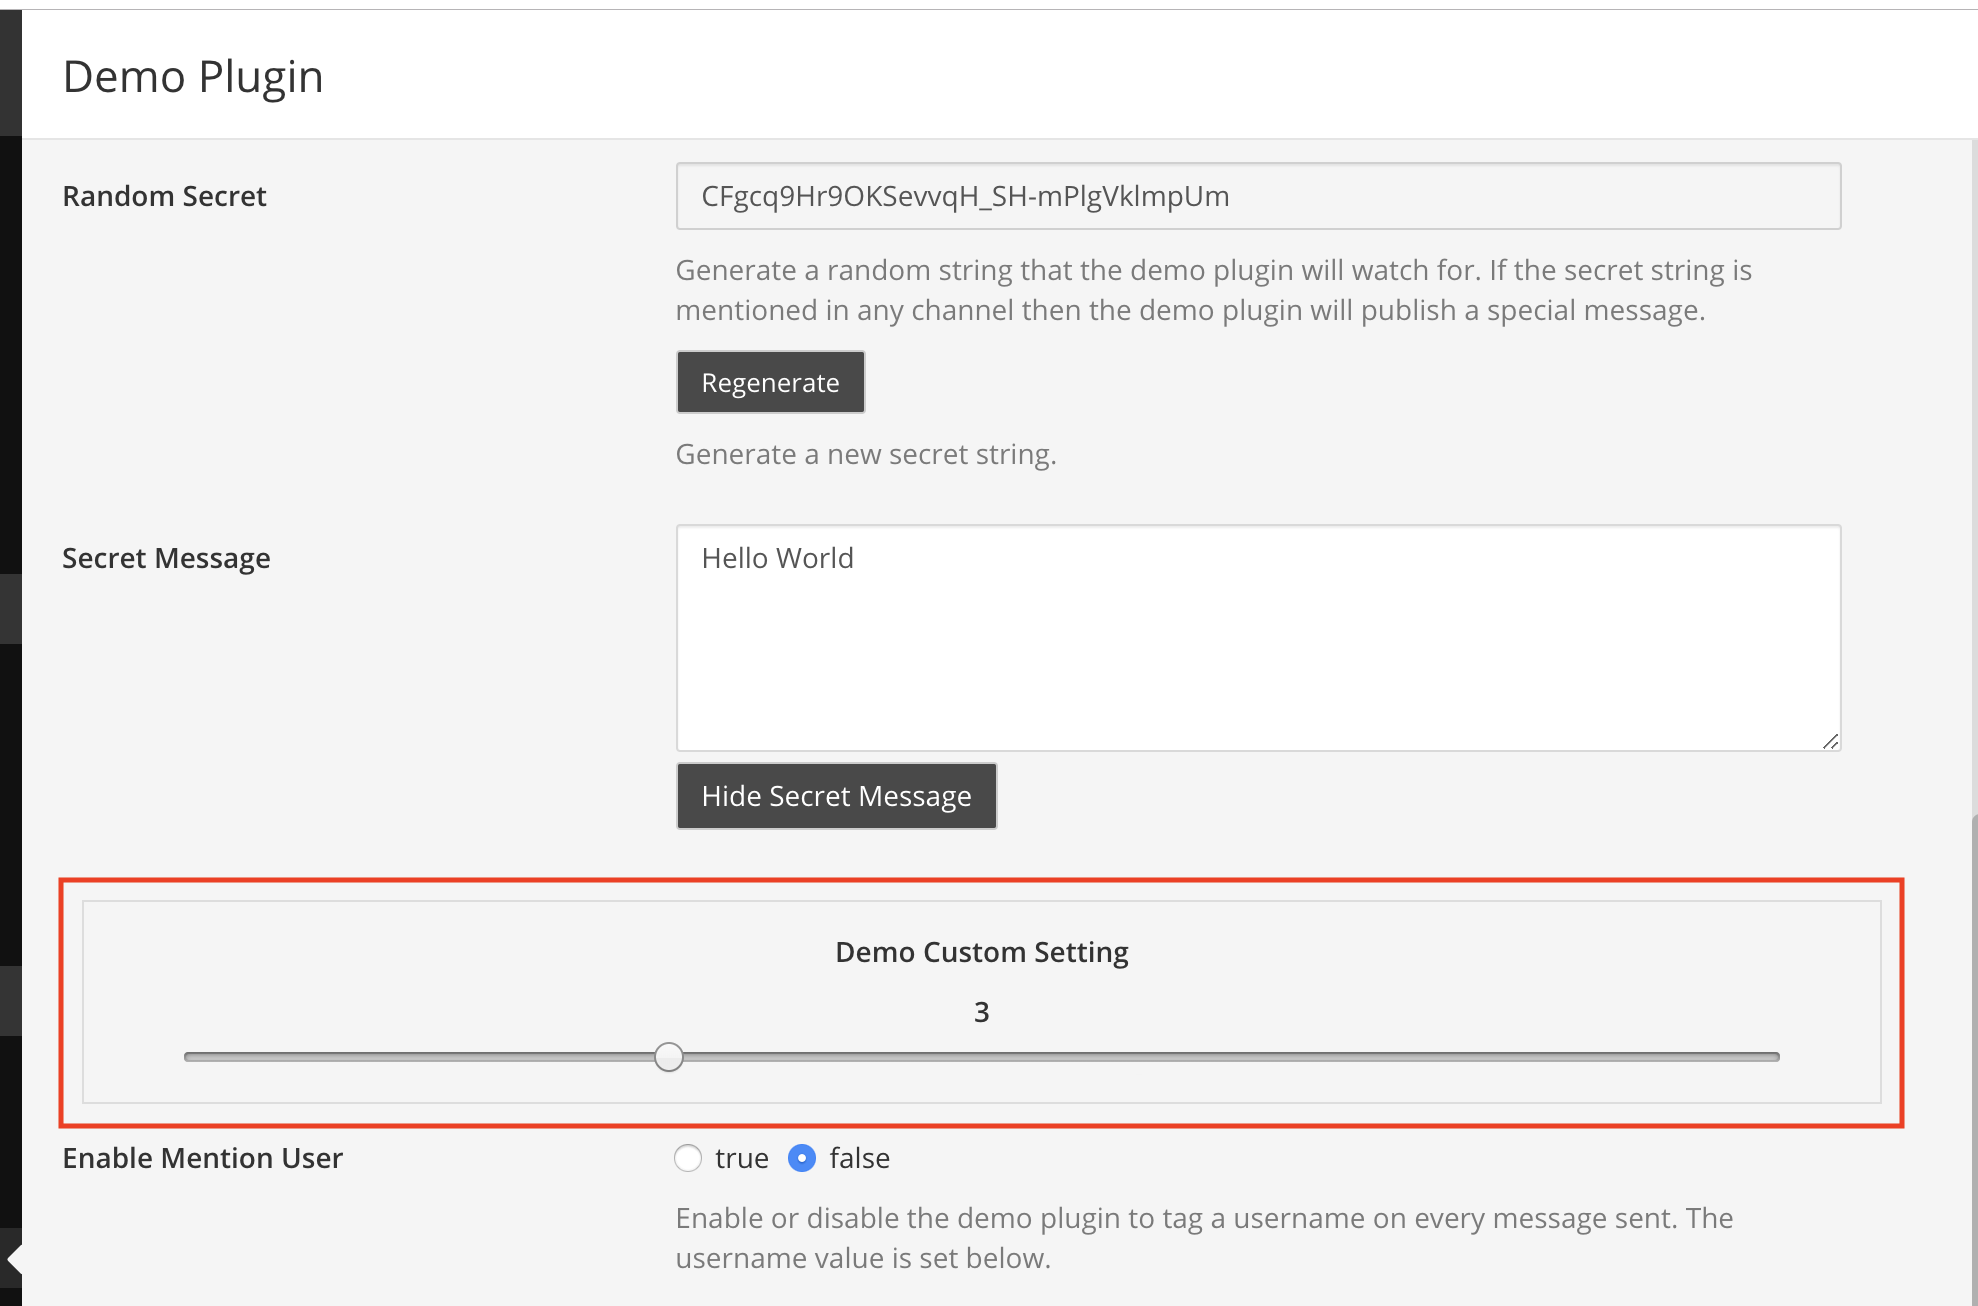 Demo Plugin
Random Secret
CFgcq9Hr9OKSevvqH_SH-mPlgVklmpUm
Generate a random string that the demo plugin will watch for. If the secret string is
mentioned in any channel then the demo plugin will publish a special message.
Regenerate
Generate a new secret string.
Secret Message
Hello World
Hide Secret Message
Demo Custom Setting
3
Enable Mention User
true false
Enable or disable the demo plugin to tag a username on every message sent. The
username value is set below.